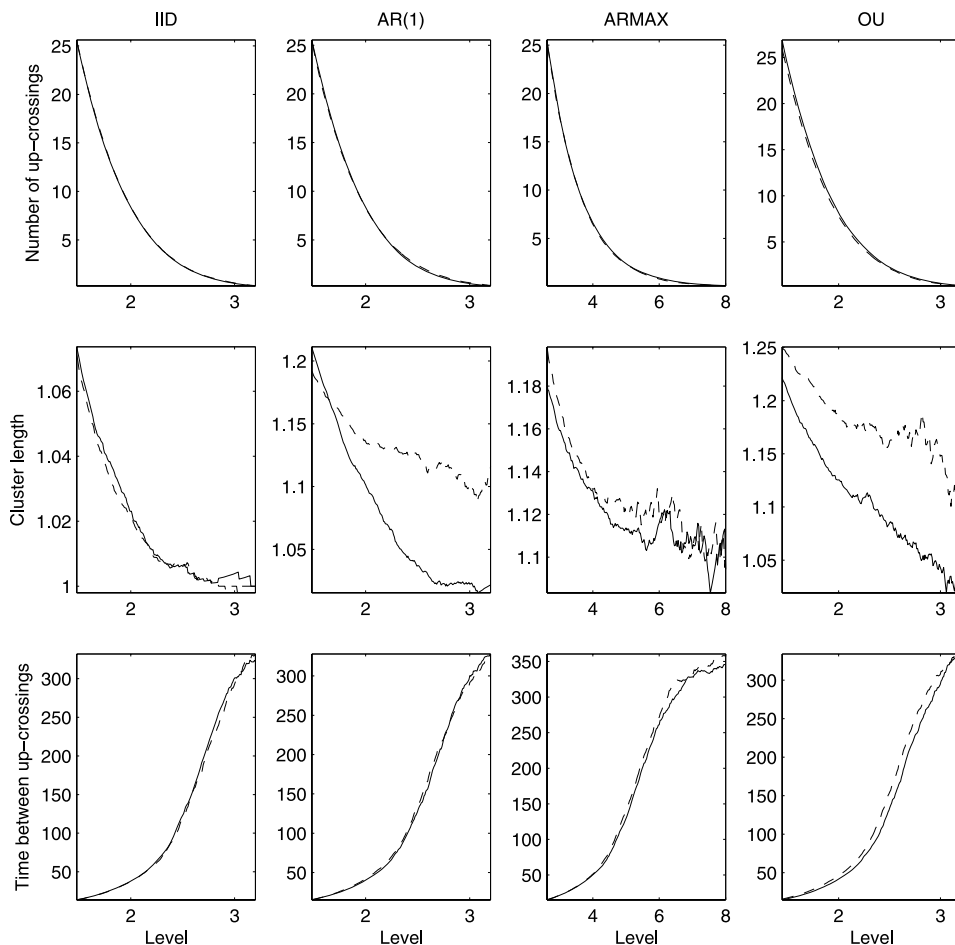 IID AR(1) ARMAX OU
Number of up-crossings
25 20 15 10 5
2 3
25 20 15 10 5
2 3
25 20 15 10 5
4 6 8
25 20 15 10 5
2 3
Cluster length
1.06 1.04 1.02 1
2 3
1.2 1.15 1.1 1.05
2 3
1.18 1.16 1.14 1.12 1.1
4 6 8
1.25 1.2 1.15 1.1 1.05
2 3
Time between up-crossings
300 250 200 150 100 50
2 3
Level
300 250 200 150 100 50
2 3
Level
350 300 250 200 150 100 50
4 6 8
Level
300 250 200 150 100 50
2 3
Level